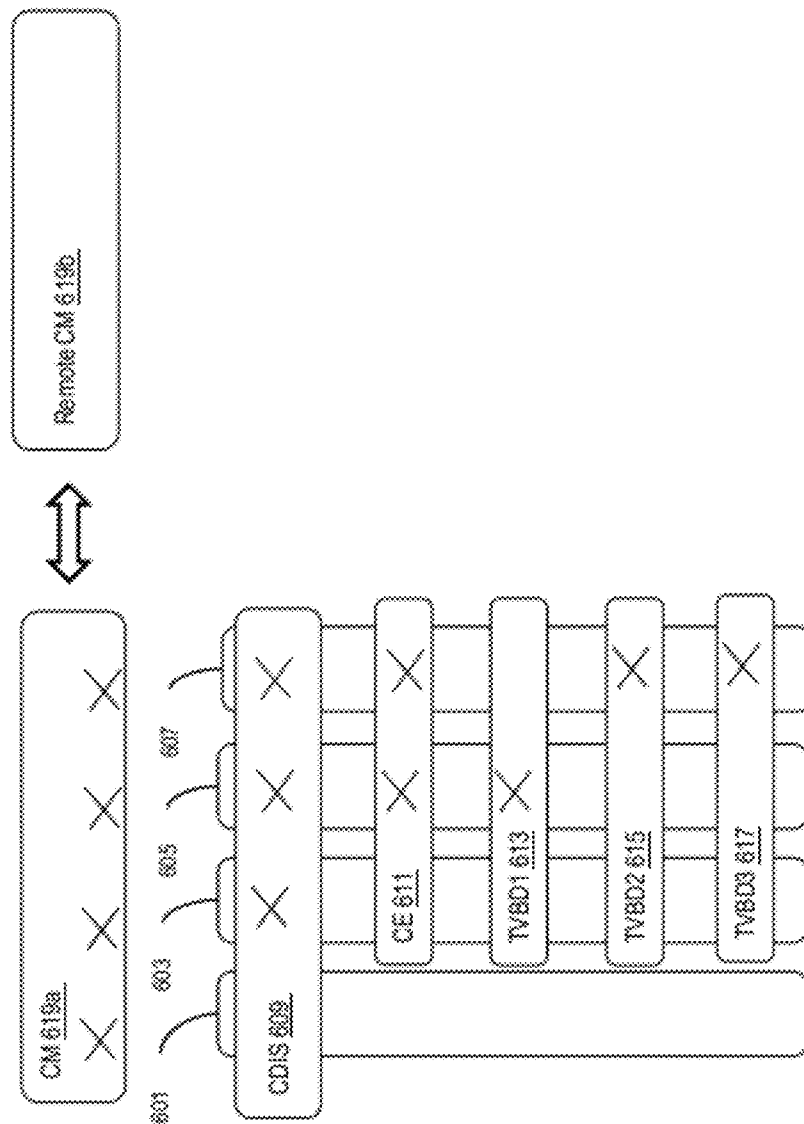 CM 619a
Remote CM 619b
601
603
605
607
CDIS 609
CE 611
TVBD1 613
TVBD2 615
TVBD3 617